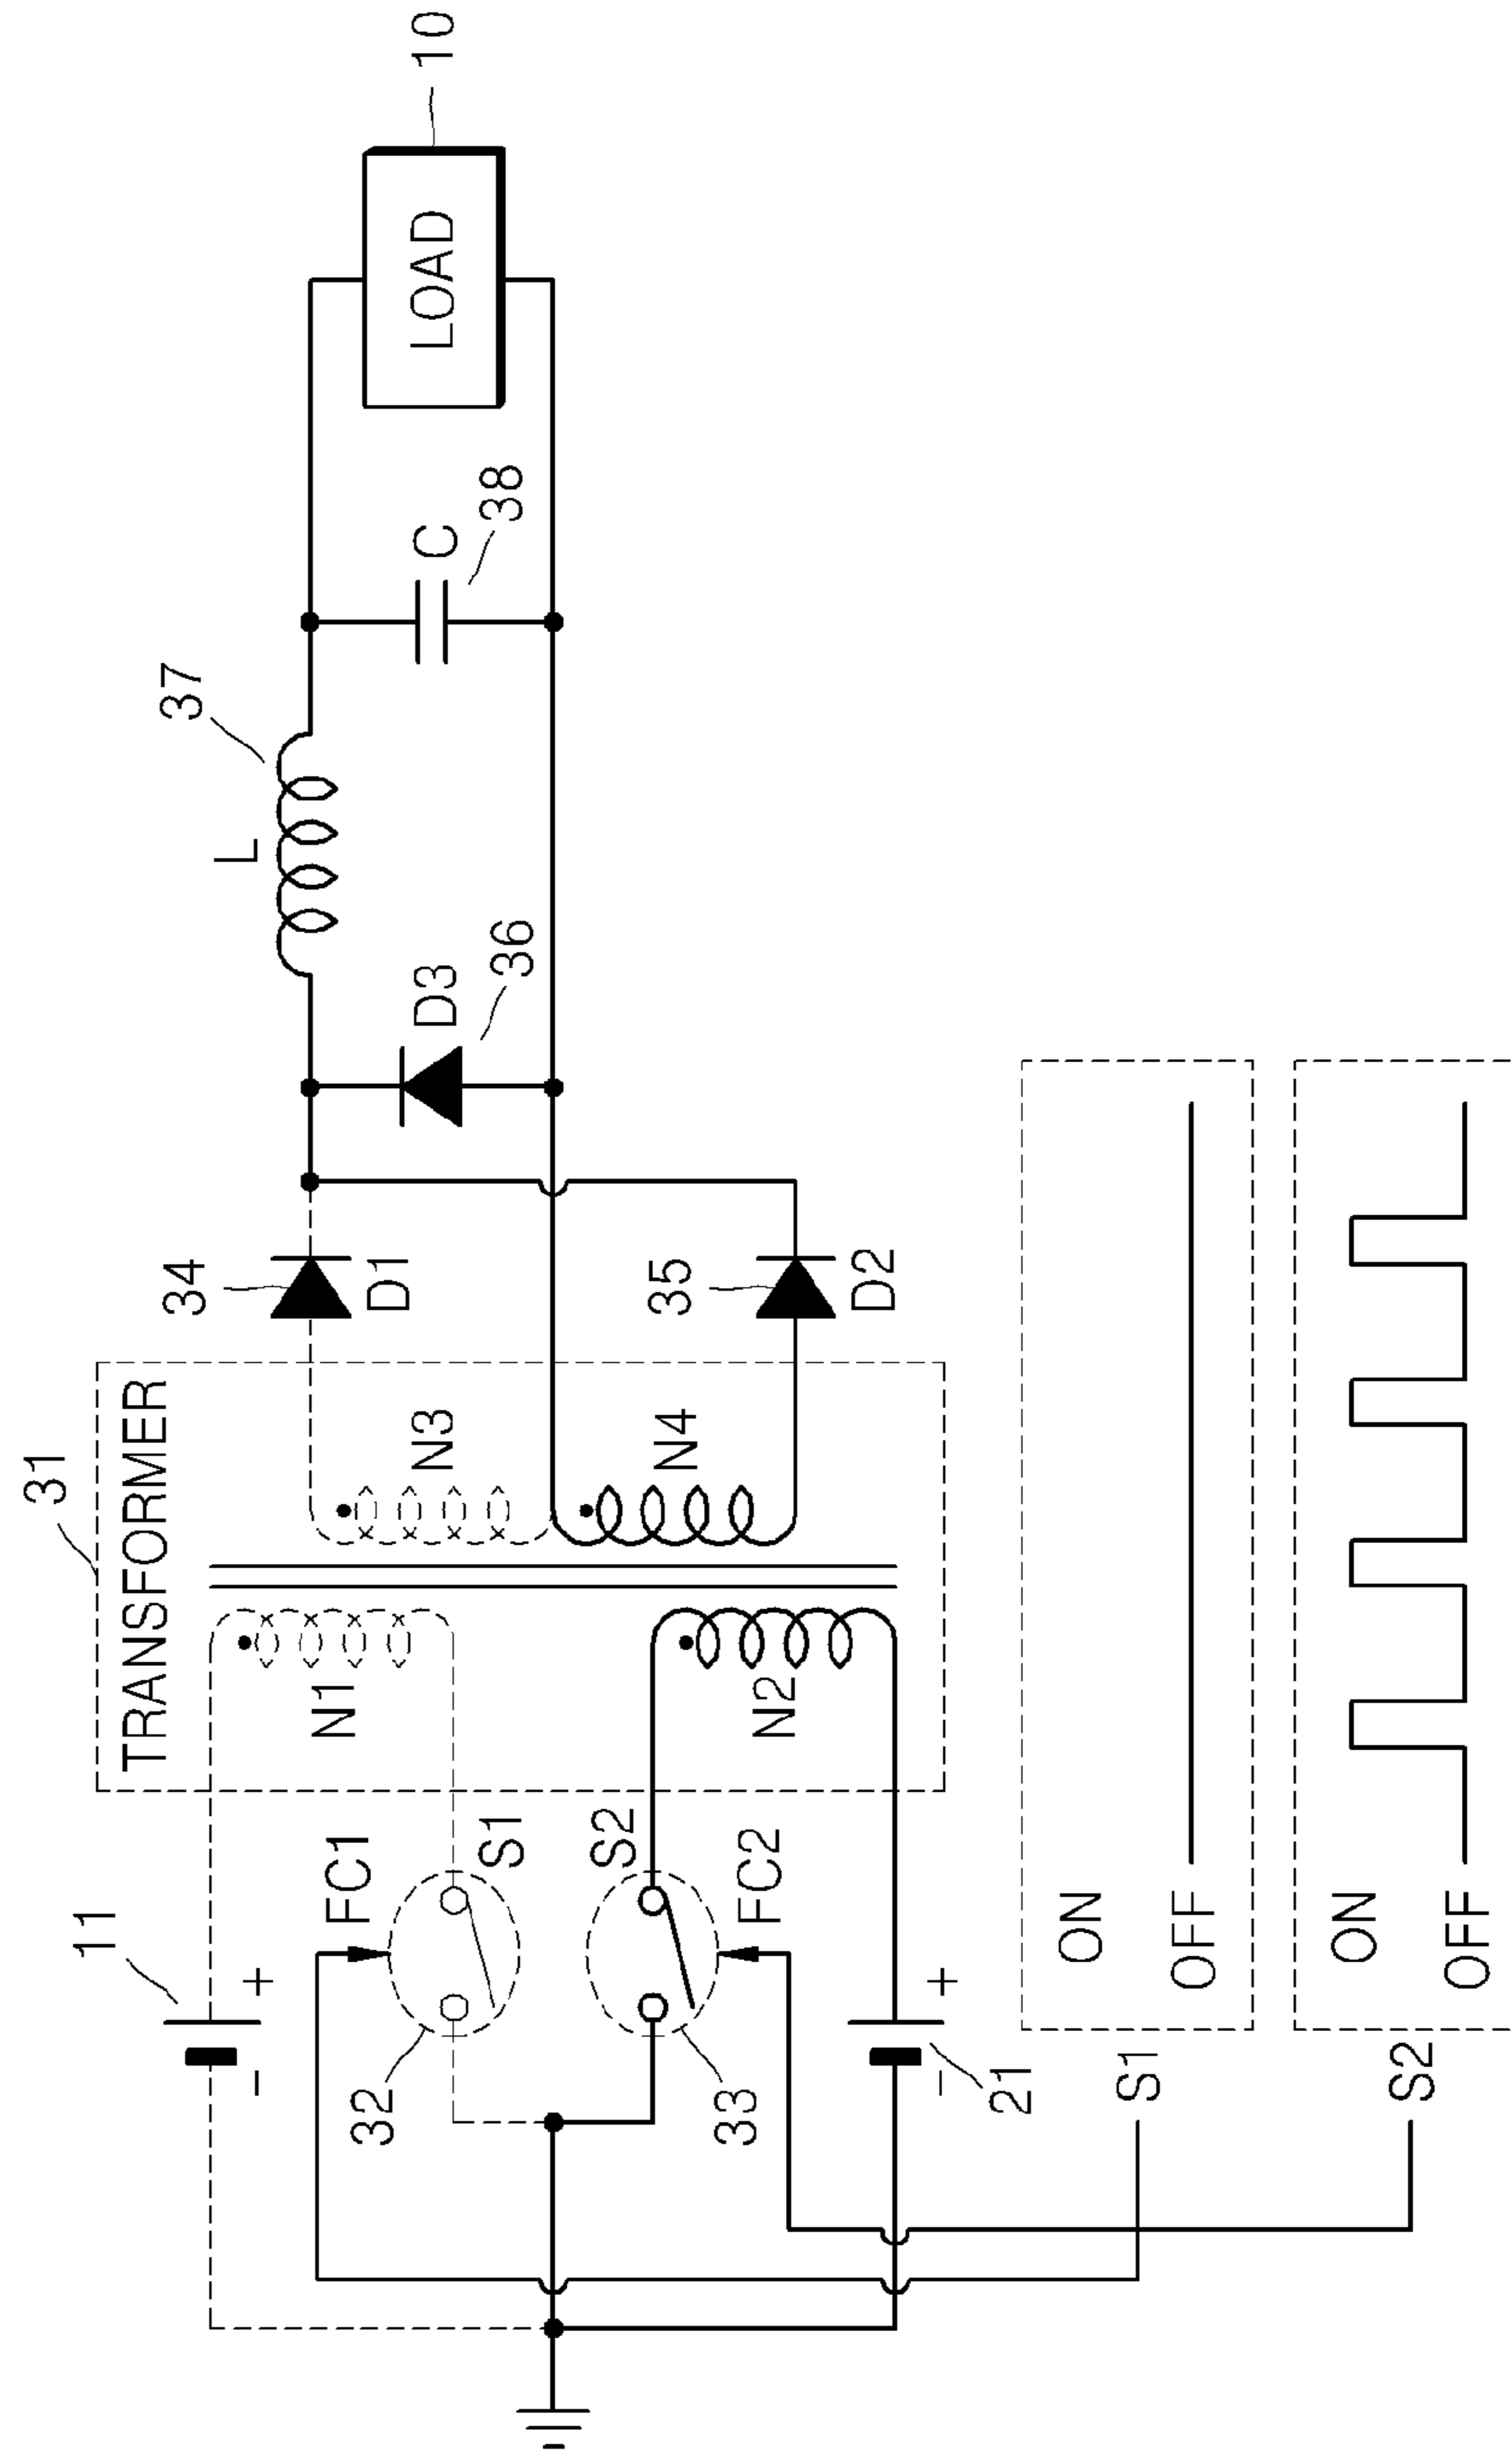 31
TRANSFORMER
11
+
−
N1
FC1
32
S1
S2
33
FC2
N2
+
−
21
N3
N4
34
D1
35
D2
D3
36
L
37
C
38
LOAD
10
S1
ON
OFF
S2
ON
OFF